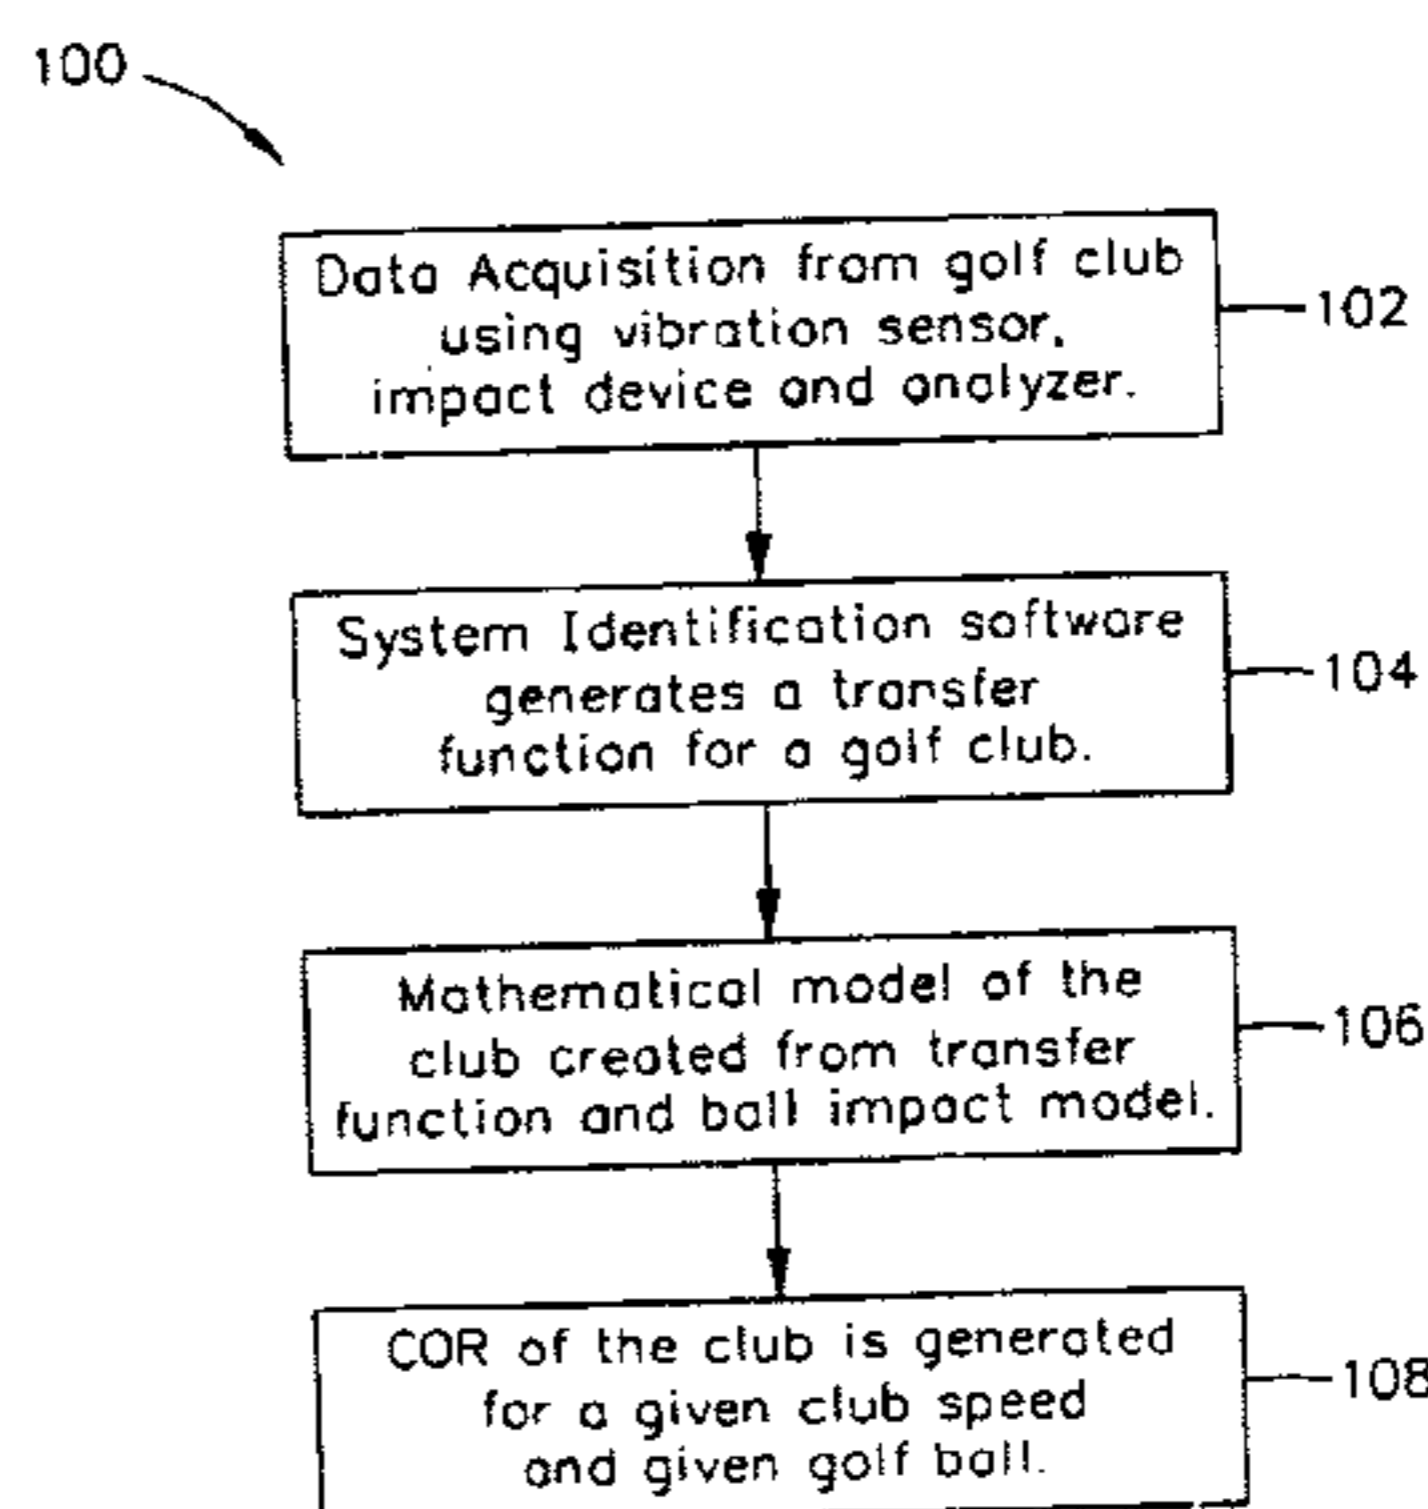 100
Data Acquisition from golf club
using vibration sensor,
impact device and analyzer.
102
System Identification software
generates a transfer
function for a golf club.
104
Mathematical model of the
club created from transfer
function and ball impact model.
106
COR of the club is generated
for a given club speed
and given golf ball.
108